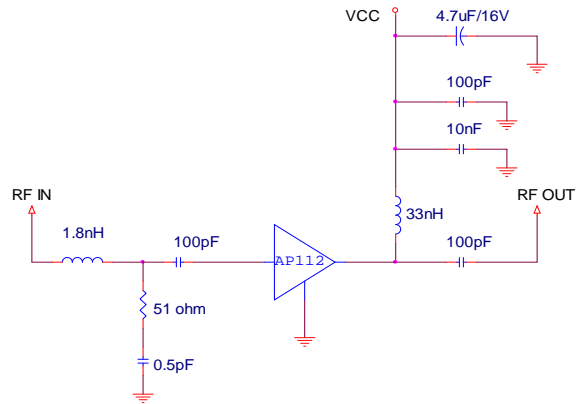 VCC
4.7uF/16V
100pF
10nF
RF IN
33nH
RF OUT
1.8nH
100pF
100pF
AP112
51 ohm
0.5pF